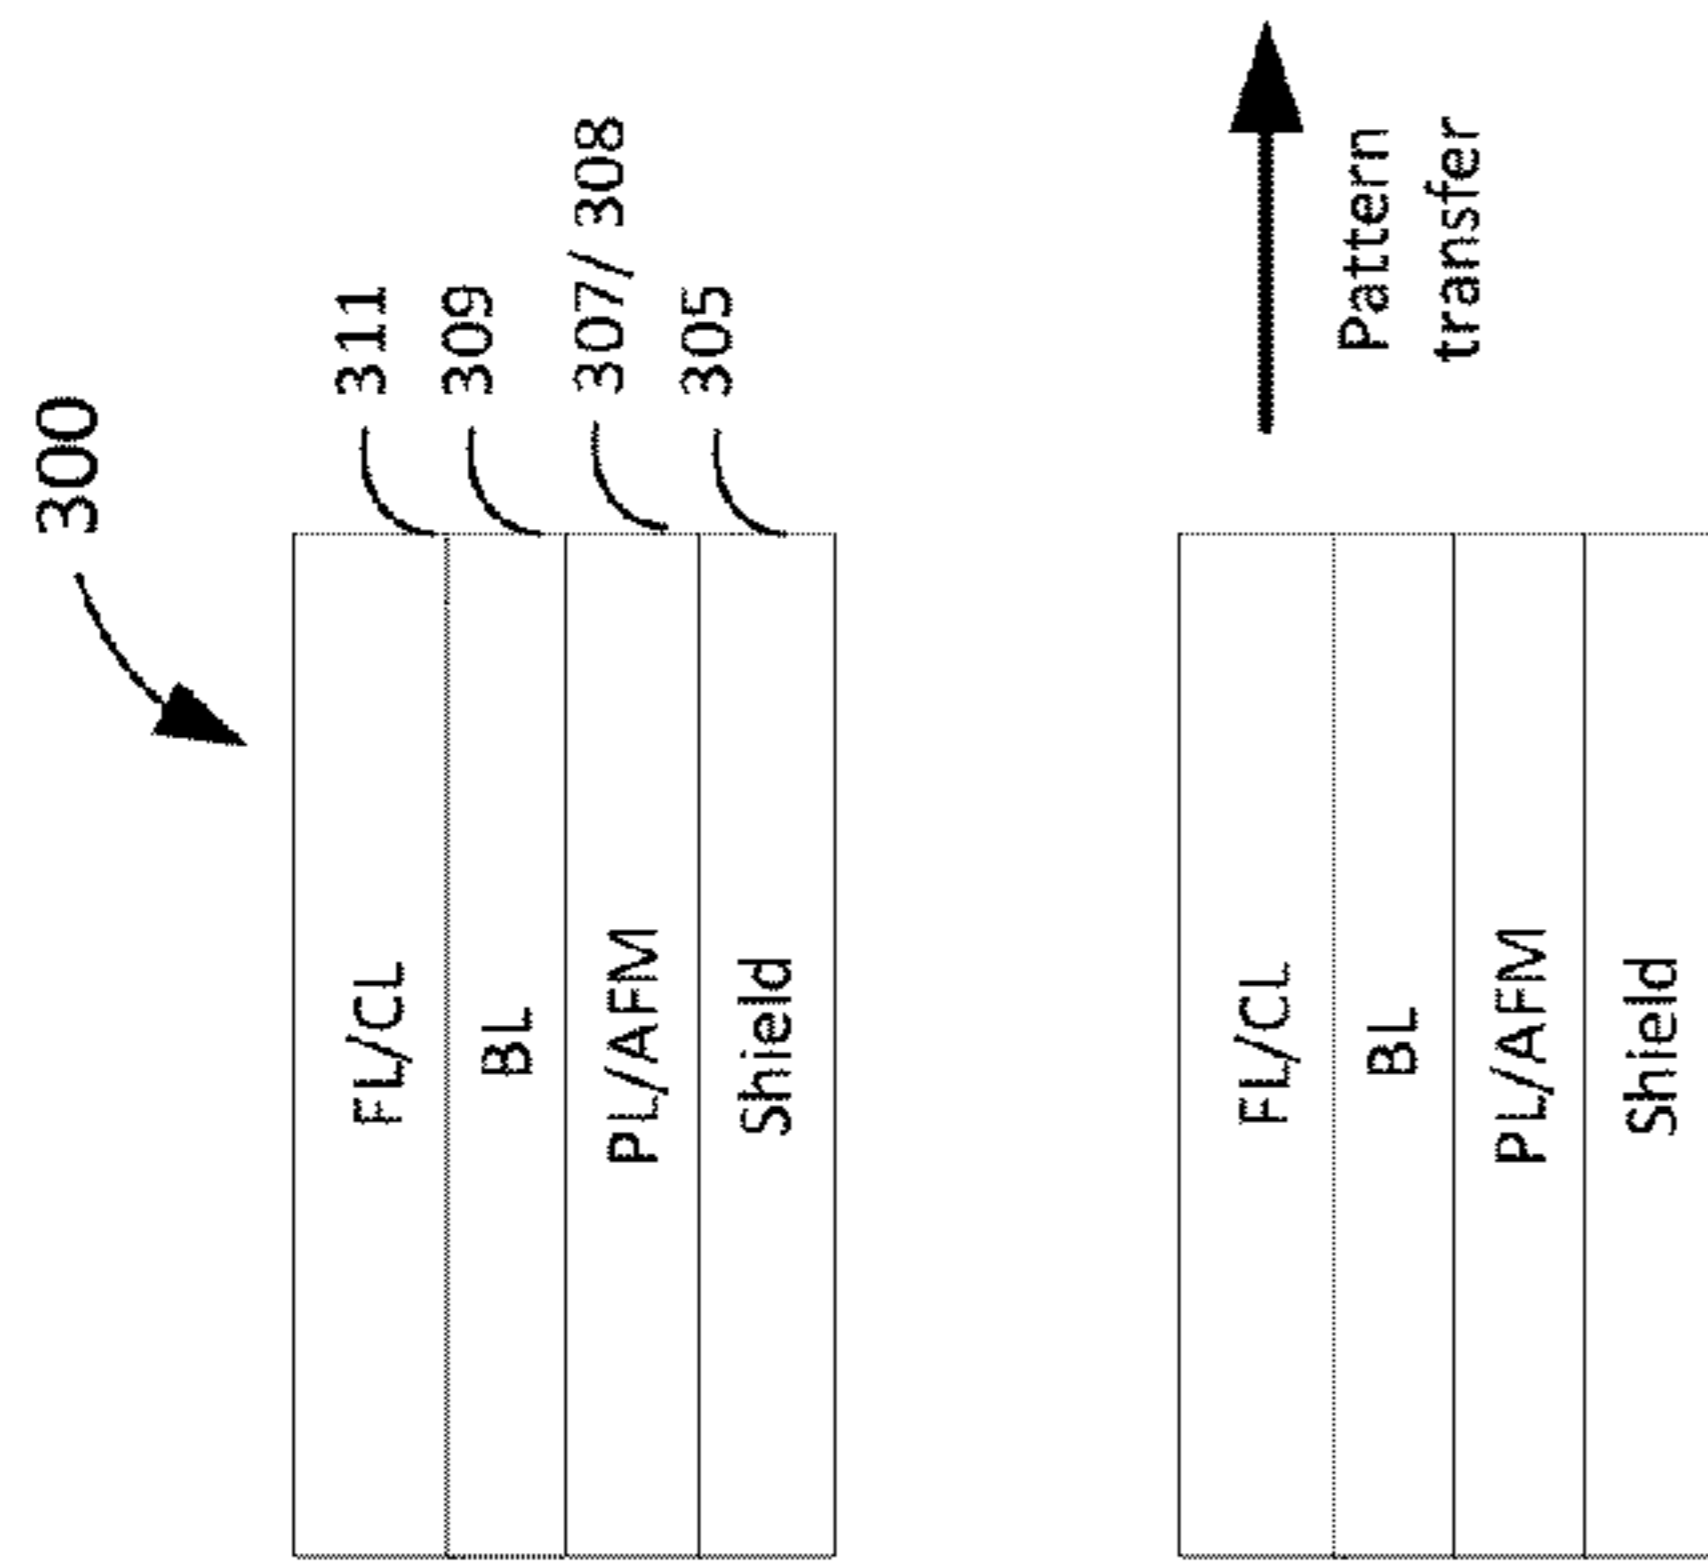 300
311
309
307/ 308
305
FL/CL
BL
PL/AFM
Shield
Pattern
transfer
FL/CL
BL
PL/AFM
Shield